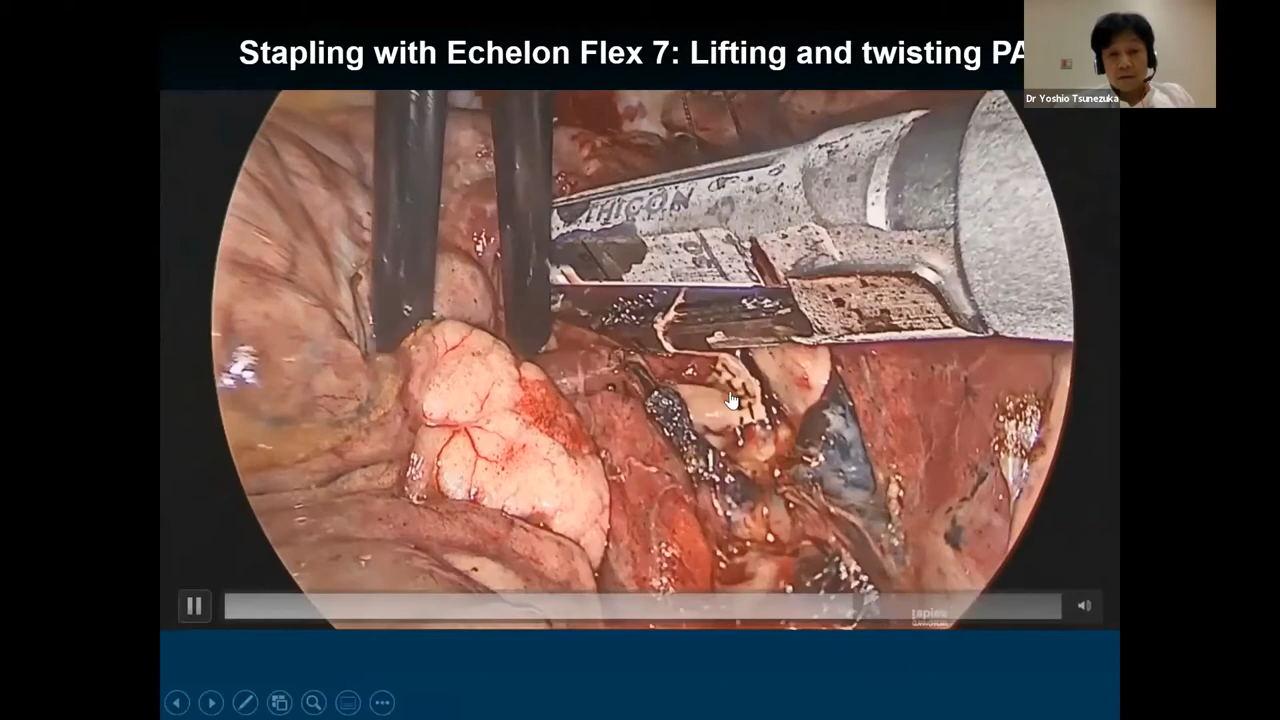 Stapling with Echelon Flex 7: Lifting and twisting PA
Dr Yoshio Tsunezuka
THICON